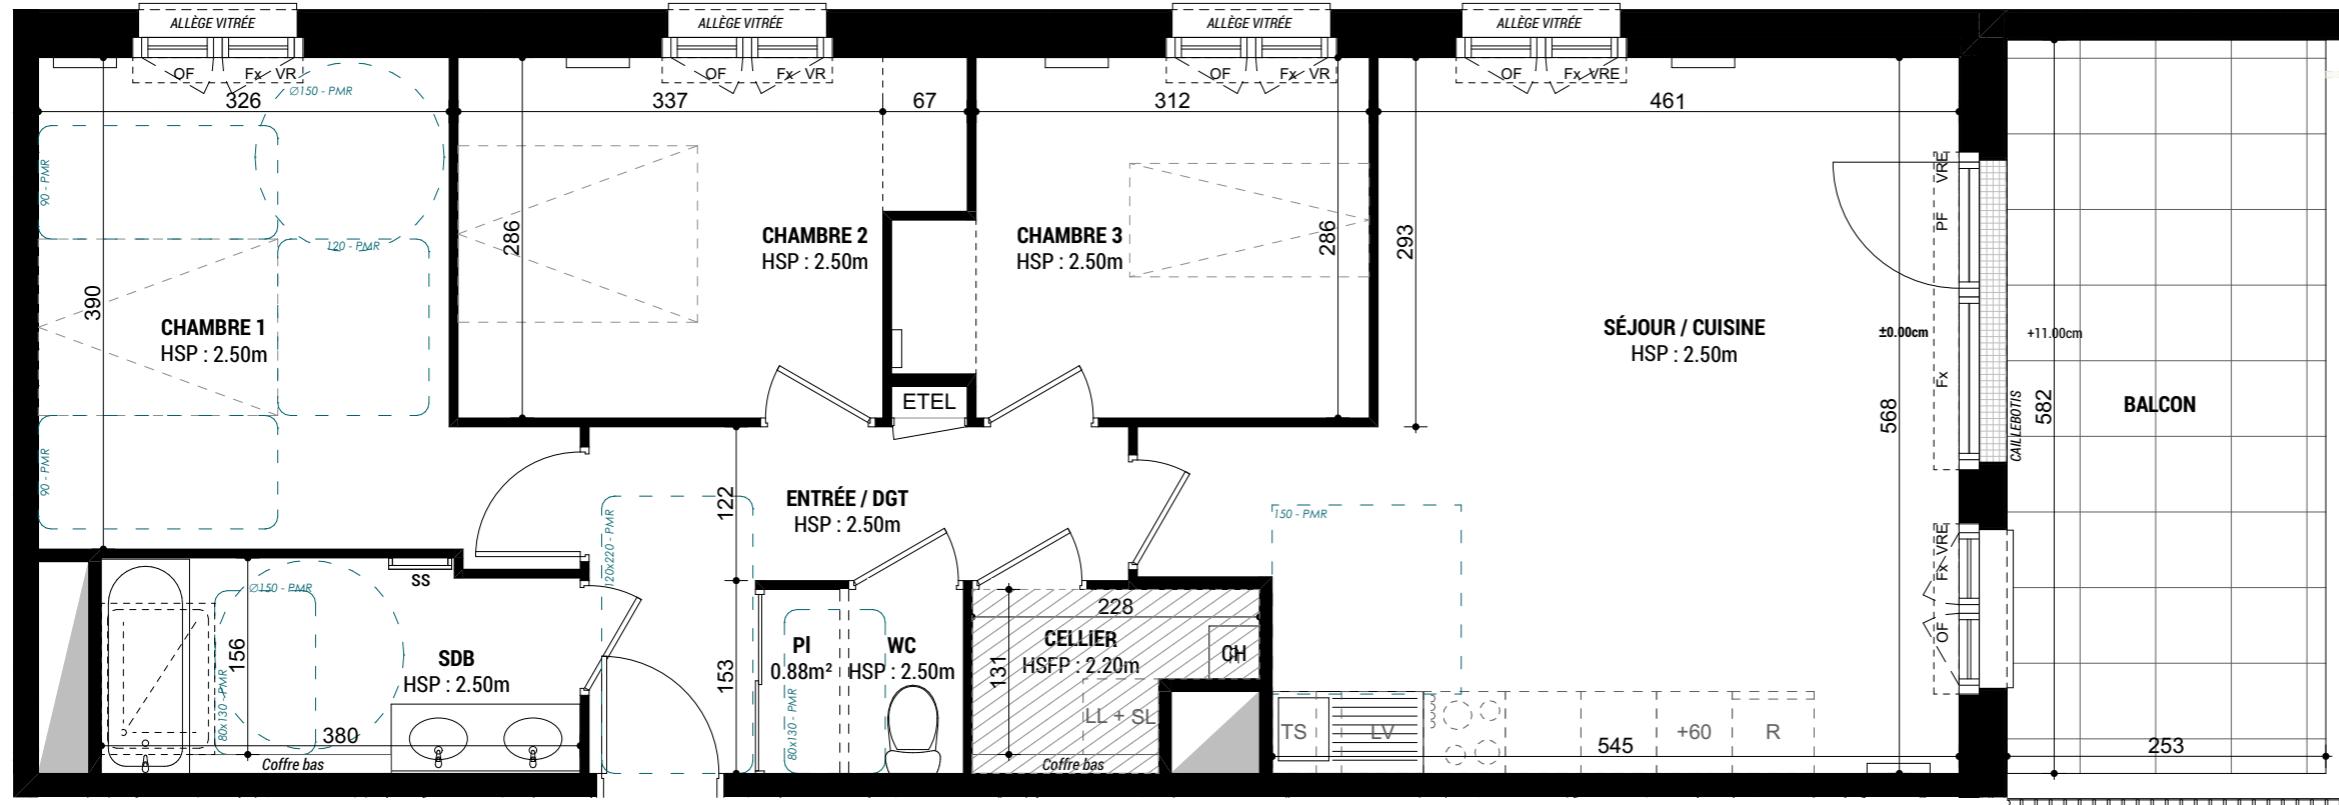 ALLÈGE VITRÉE
ALLÈGE VITRÉE
ALLÈGE VITRÉE
ALLÈGE VITRÉE
OF Fx VR
OF Fx VR
OF Fx VR
OF Fx VRE
Ø150 - PMR
326
337
67
312
461
90 - PMR
120 - PMR
390
CHAMBRE 1
HSP : 2.50m
90 - PMR
286
CHAMBRE 2
HSP : 2.50m
CHAMBRE 3
HSP : 2.50m
286
293
ETEL
SÉJOUR / CUISINE
HSP : 2.50m
±0.00cm
568
VRE
PF
Fx
+11.00cm
CAILLEBOTIS
582
BALCON
122
ENTRÉE / DGT
HSP : 2.50m
120x220 - PMR
150 - PMR
VRE
Fx
OF
SS
Ø150 - PMR
156
80x130 - PMR
SDB
HSP : 2.50m
380
Coffre bas
153
Pl
0.88m²
80x130 - PMR
WC
HSP : 2.50m
228
CELLIER
HSFP : 2.20m
131
CH
LL + SL
Coffre bas
TS
LV
545
+60
R
253